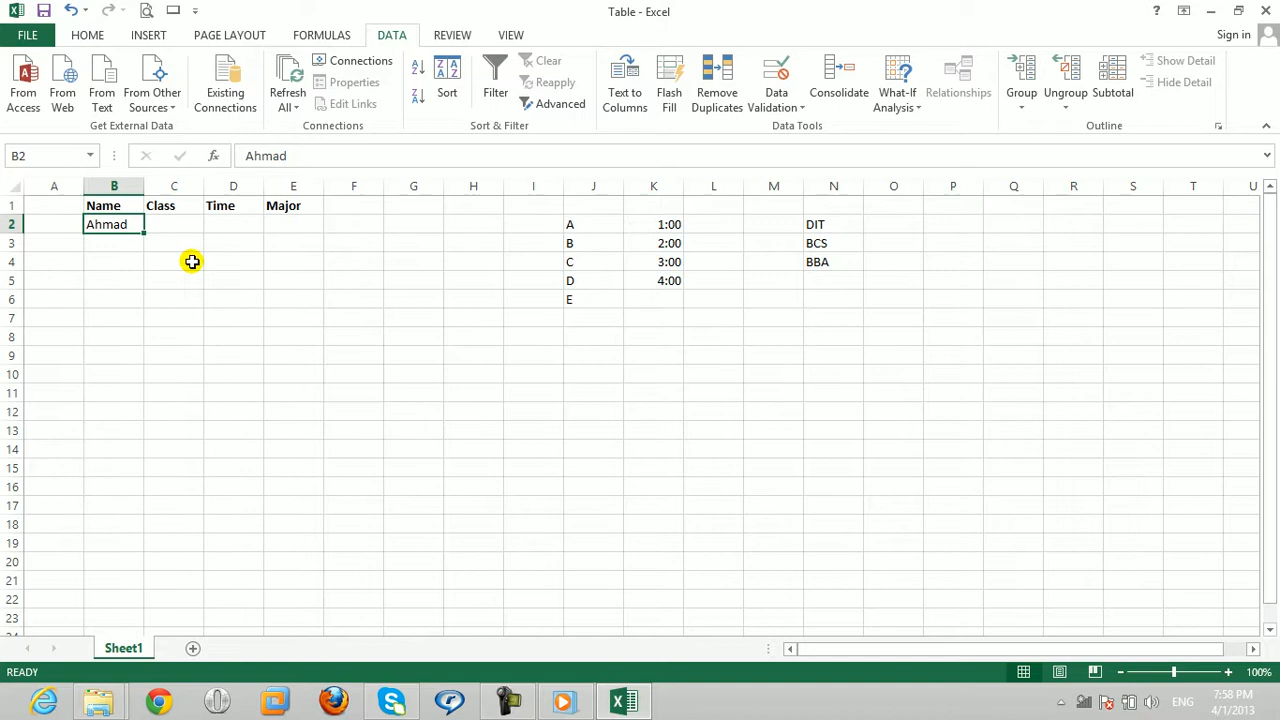 Table - Excel
FILE HOME INSERT PAGE LAYOUT FORMULAS DATA REVIEW VIEW Sign in
From Access
From Web
From Text
From Other Sources
Existing Connections
Get External Data
Refresh All
Connections
Properties
Edit Links
Connections
Sort
Filter
Clear
Reapply
Advanced
Sort & Filter
Text to Columns
Flash Fill
Remove Duplicates
Data Validation
Consolidate
What-If Analysis
Relationships
Data Tools
Group
Ungroup
Subtotal
Show Detail
Hide Detail
Outline
B2 fx Ahmad
A B C D E F G H I J K L M N O P Q R S T U
1 Name Class Time Major
2 Ahmad A 1:00 DIT
3 B 2:00 BCS
4 C 3:00 BBA
5 D 4:00
6 E
7
8
9
10
11
12
13
14
15
16
17
18
19
20
21
22
23
Sheet1
READY 100%
ENG 7:58 PM
4/1/2013